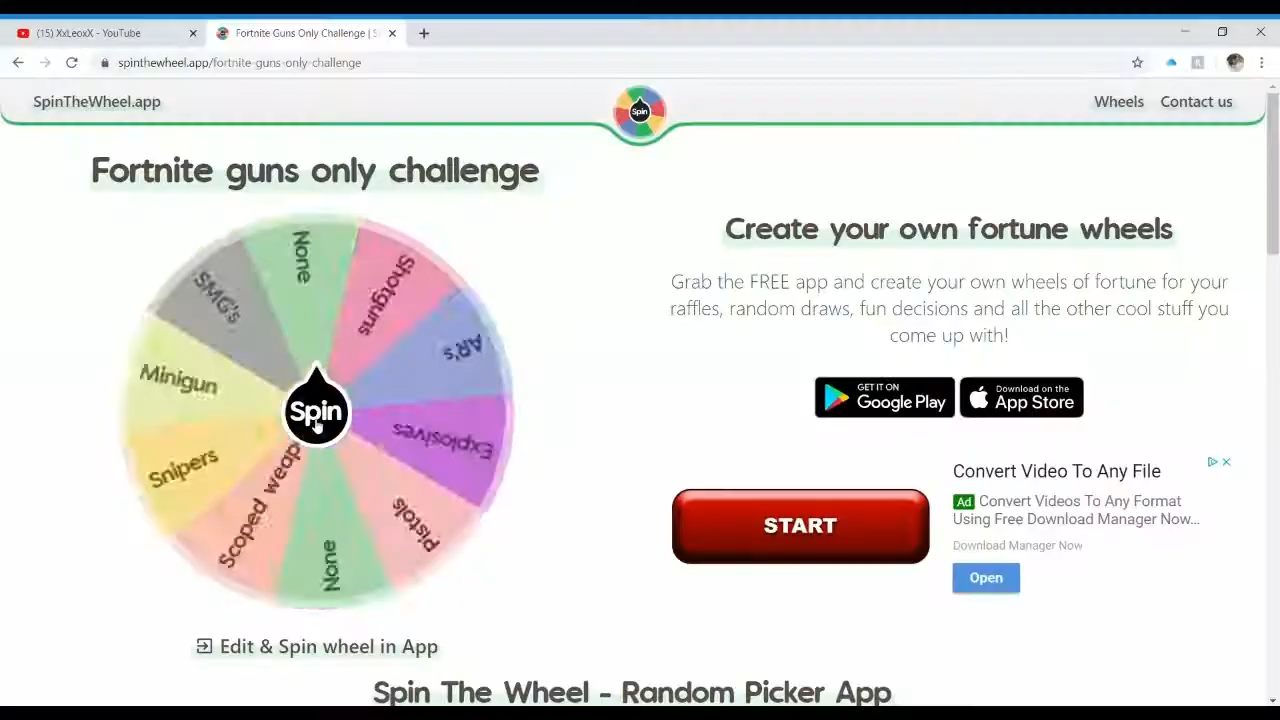 (15) XxLeoxX - YouTube
Fortnite Guns Only Challenge | S
spinthewheel.app/fortnite-guns-only-challenge
SpinTheWheel.app
Spin
Wheels
Contact us
Fortnite guns only challenge
None
Shotguns
AR's
Explosives
Pistols
None
Scoped weap
Snipers
Minigun
SMG's
Spin
Edit & Spin wheel in App
Create your own fortune wheels
Grab the FREE app and create your own wheels of fortune for your
raffles, random draws, fun decisions and all the other cool stuff you
come up with!
GET IT ON
Google Play
Download on the
App Store
START
Convert Video To Any File
Ad Convert Videos To Any Format
Using Free Download Manager Now...
Download Manager Now
Open
Spin The Wheel - Random Picker App